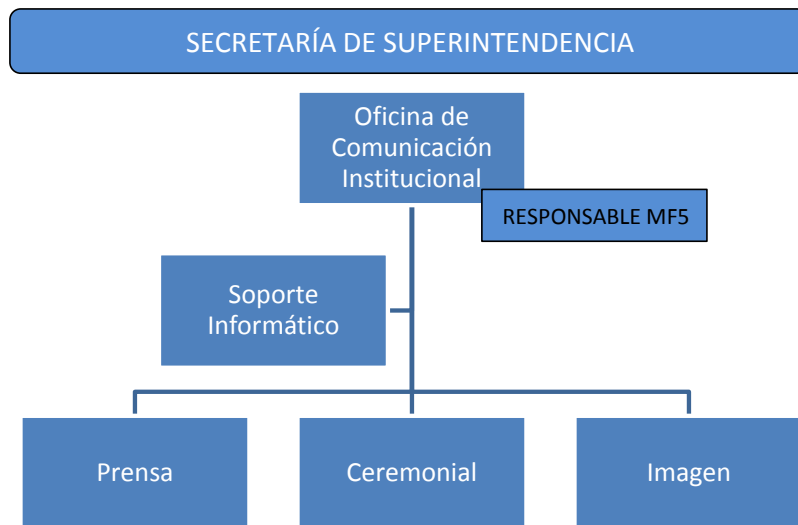 SECRETARÍA DE SUPERINTENDENCIA
Oficina de
Comunicación
Institucional
RESPONSABLE MF5
Soporte
Informático
Prensa
Ceremonial
Imagen